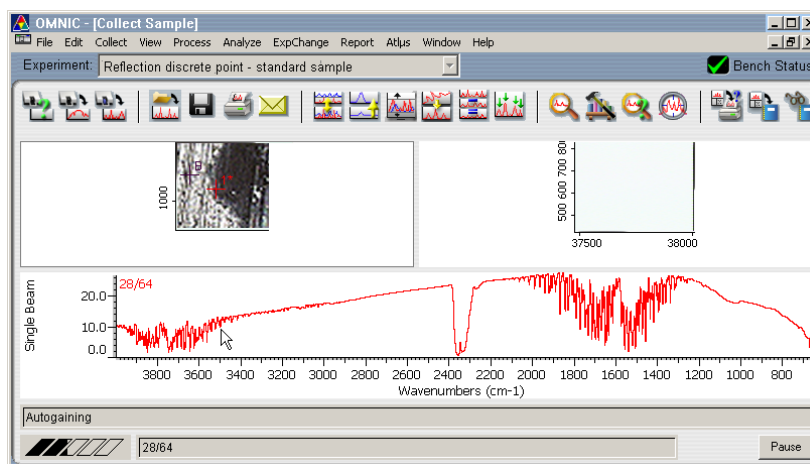 OMNIC - [Collect Sample]
File Edit Collect View Process Analyze ExpChange Report Atlµs Window Help
Experiment: Reflection discrete point - standard sample
Bench Status
B
1000
800
700
600
500
37500 38000
28/64
Single Beam
20.0
10.0
0.0
3800 3600 3400 3200 3000 2800 2600 2400 2200 2000 1800 1600 1400 1200 1000 800
Wavenumbers (cm-1)
Autogaining
28/64
Pause